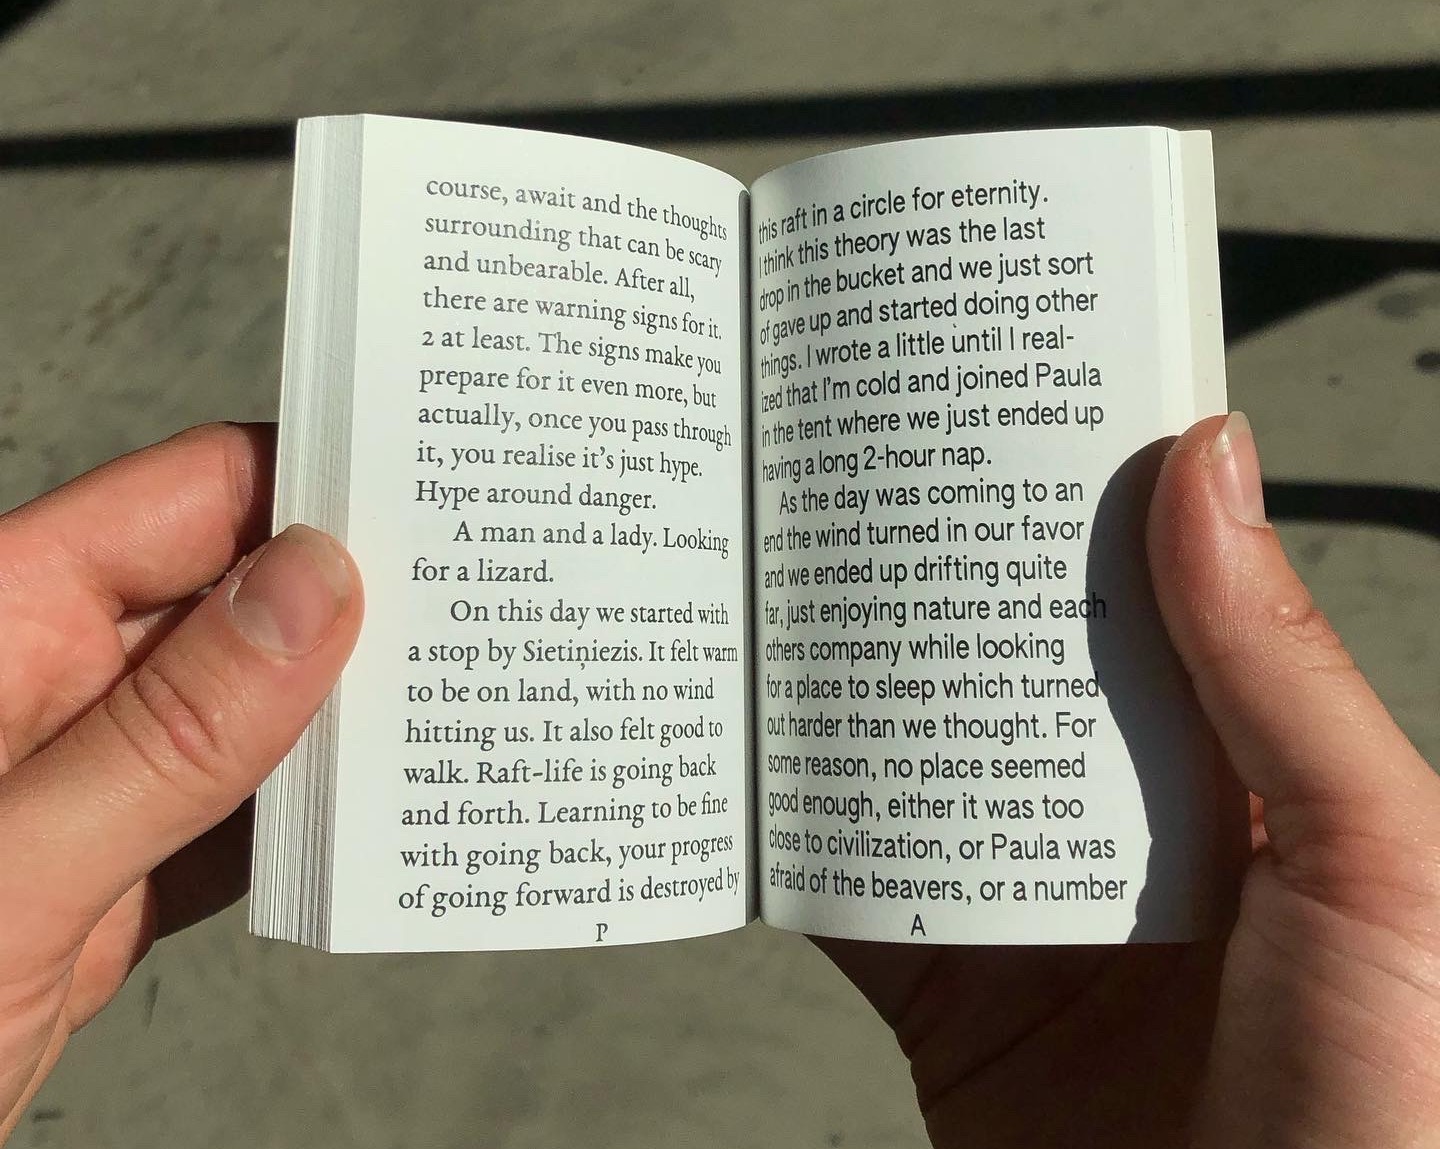 course, await and the thoughts
surrounding that can be scary
and unbearable. After all,
there are warning signs for it.
2 at least. The signs make you
prepare for it even more, but
actually, once you pass through
it, you realise it's just hype.
Hype around danger.
A man and a lady. Looking
for a lizard.
On this day we started with
a stop by Sietiņiezis. It felt warm
to be on land, with no wind
hitting us. It also felt good to
walk. Raft-life is going back
and forth. Learning to be fine
with going back, your progress
of going forward is destroyed by
P
this raft in a circle for eternity.
I think this theory was the last
drop in the bucket and we just sort
of gave up and started doing other
things. I wrote a little until I real-
ized that I'm cold and joined Paula
in the tent where we just ended up
having a long 2-hour nap.
As the day was coming to an
end the wind turned in our favor
and we ended up drifting quite
far, just enjoying nature and each
others company while looking
for a place to sleep which turned
out harder than we thought. For
some reason, no place seemed
good enough, either it was too
close to civilization, or Paula was
afraid of the beavers, or a number
A